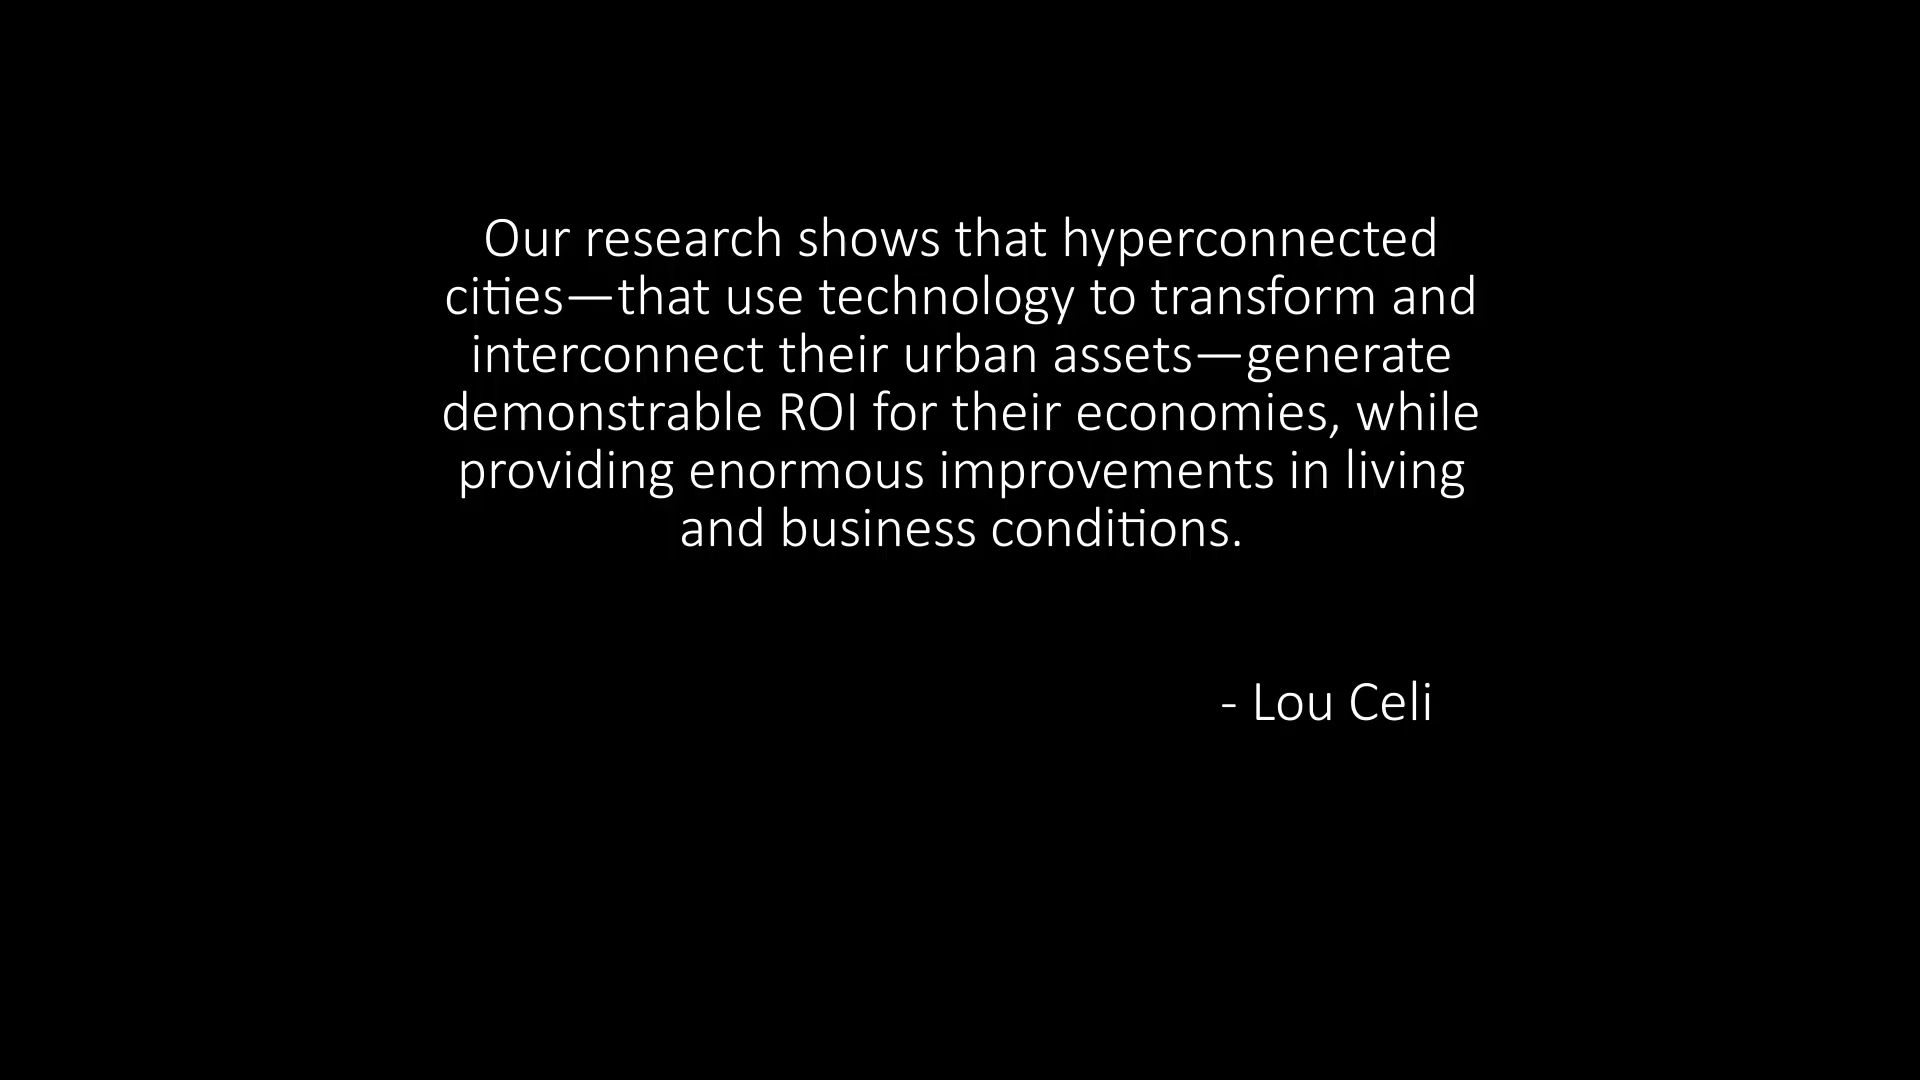 Our research shows that hyperconnected
cities—that use technology to transform and
interconnect their urban assets—generate
demonstrable ROI for their economies, while
providing enormous improvements in living
and business conditions.
- Lou Celi